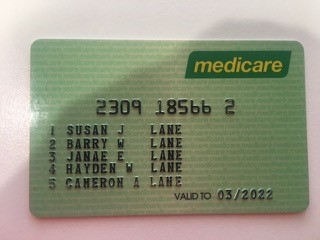 medicare
2309 18566 2
1 SUSAN J LANE
2 BARRY W LANE
3 JANAE E LANE
4 HAYDEN W LANE
5 CAMERON A LANE
VALID TO 03/2022